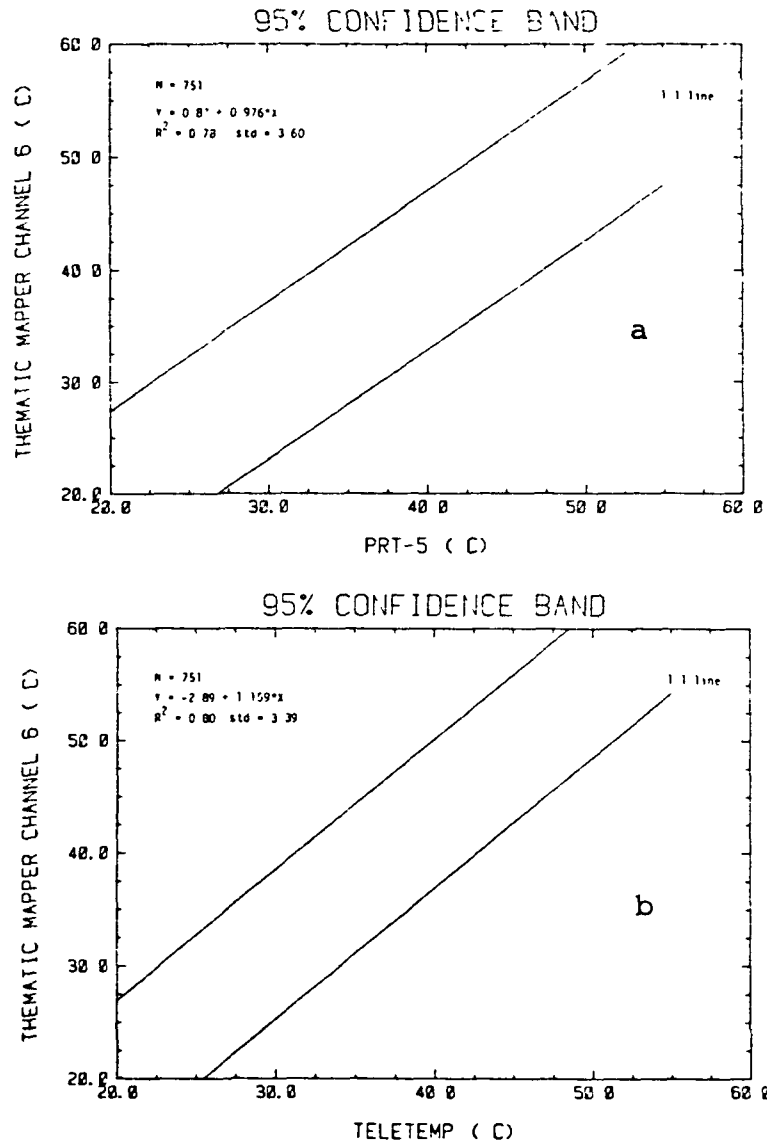 95% CONFIDENCE BAND
THEMATIC MAPPER CHANNEL 6 ( C)
60 0
50 0
40 0
30 0
20.0
N = 751
Y = 0 8" + 0 976*X
R² = 0 78 std = 3 60
1 1 line
a
20.0 30.0 40 0 50 0 60 0
PRT-5 ( C)
95% CONFIDENCE BAND
THEMATIC MAPPER CHANNEL 6 ( C)
60 0
50 0
40.0
30 0
20.0
N = 751
Y = -2 89 + 1 159*X
R² = 0 80 std = 3 39
1 1 line
b
20.0 30.0 40 0 50 0 60 0
TELETEMP ( C)